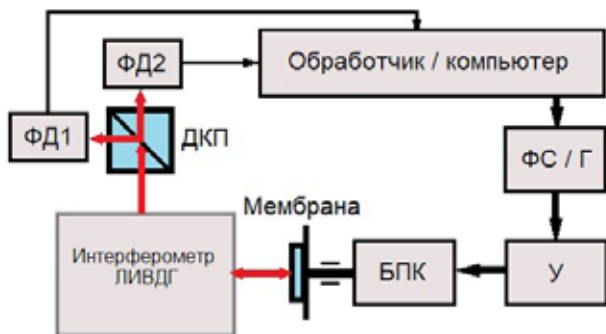 ФД2
Обработчик / компьютер
ФД1
ДКП
ФС / Г
Мембрана
Интерферометр
ЛИВДГ
БПК
У